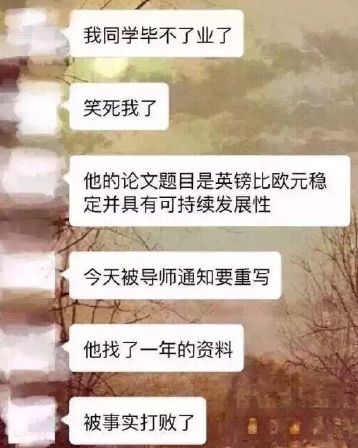 我同学毕不了业了
笑死我了
他的论文题目是英镑比欧元稳
定并具有可持续发展性
今天被导师通知要重写
他找了一年的资料
被事实打败了